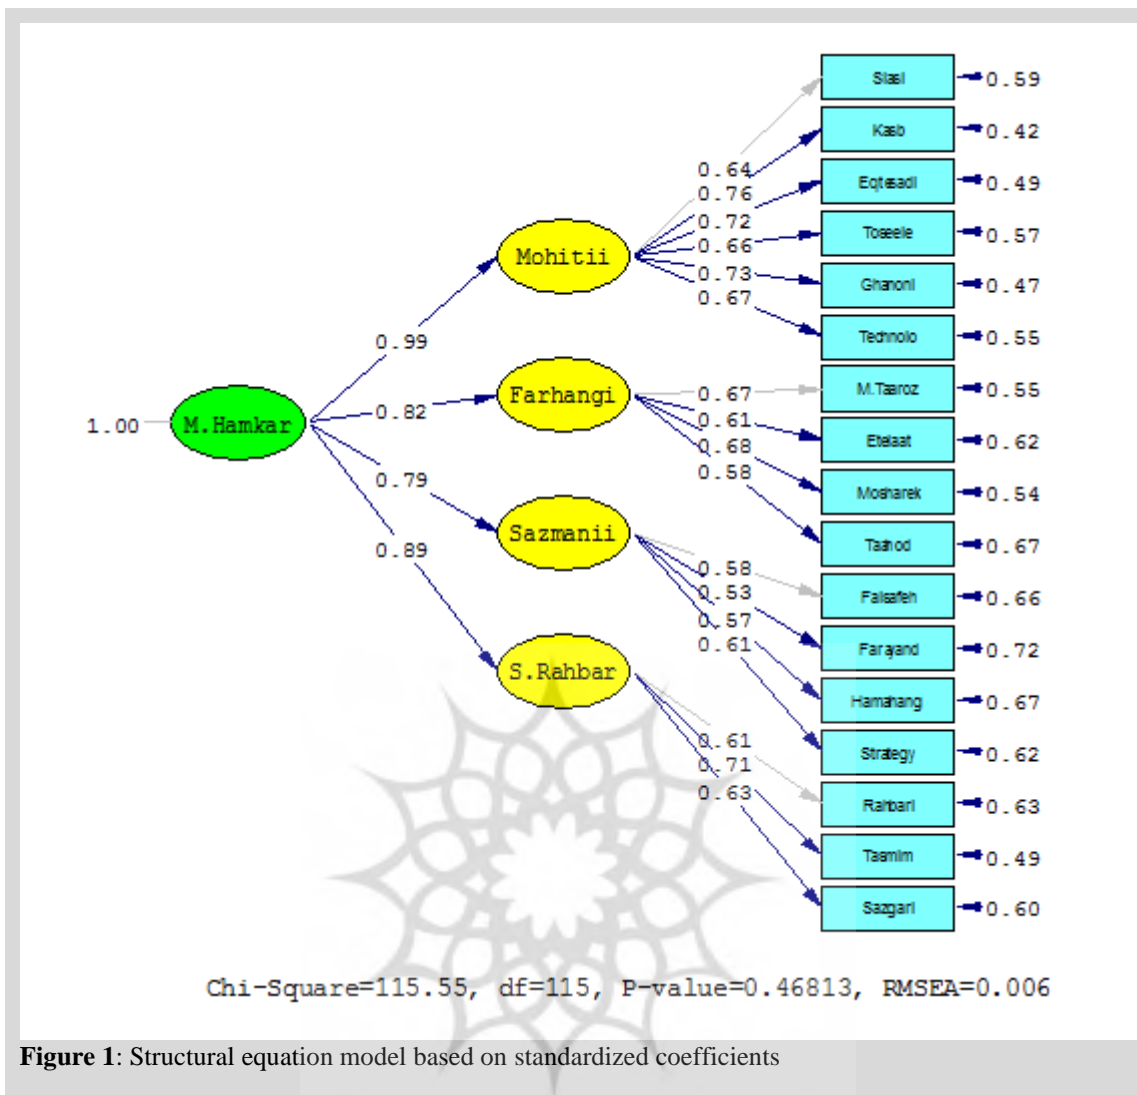 Siasi
0.59
Kasb
0.42
Eqtesadi
0.49
Toseele
0.57
Ghanoni
0.47
Technolo
0.55
M.Taaroz
0.55
Etelaat
0.62
Mosharek
0.54
Taahod
0.67
Falsafeh
0.66
Farayand
0.72
Hamahang
0.67
Strategy
0.62
Rahbari
0.63
Tasmim
0.49
Sazgari
0.60
0.64
0.76
0.72
0.66
0.73
0.67
0.67
0.61
0.68
0.58
0.58
0.53
0.57
0.61
0.61
0.71
0.63
Mohitii
Farhangi
Sazmanii
S.Rahbar
0.99
0.82
0.79
0.89
1.00
M.Hamkar
Chi-Square=115.55, df=115, P-value=0.46813, RMSEA=0.006
Figure 1: Structural equation model based on standardized coefficients